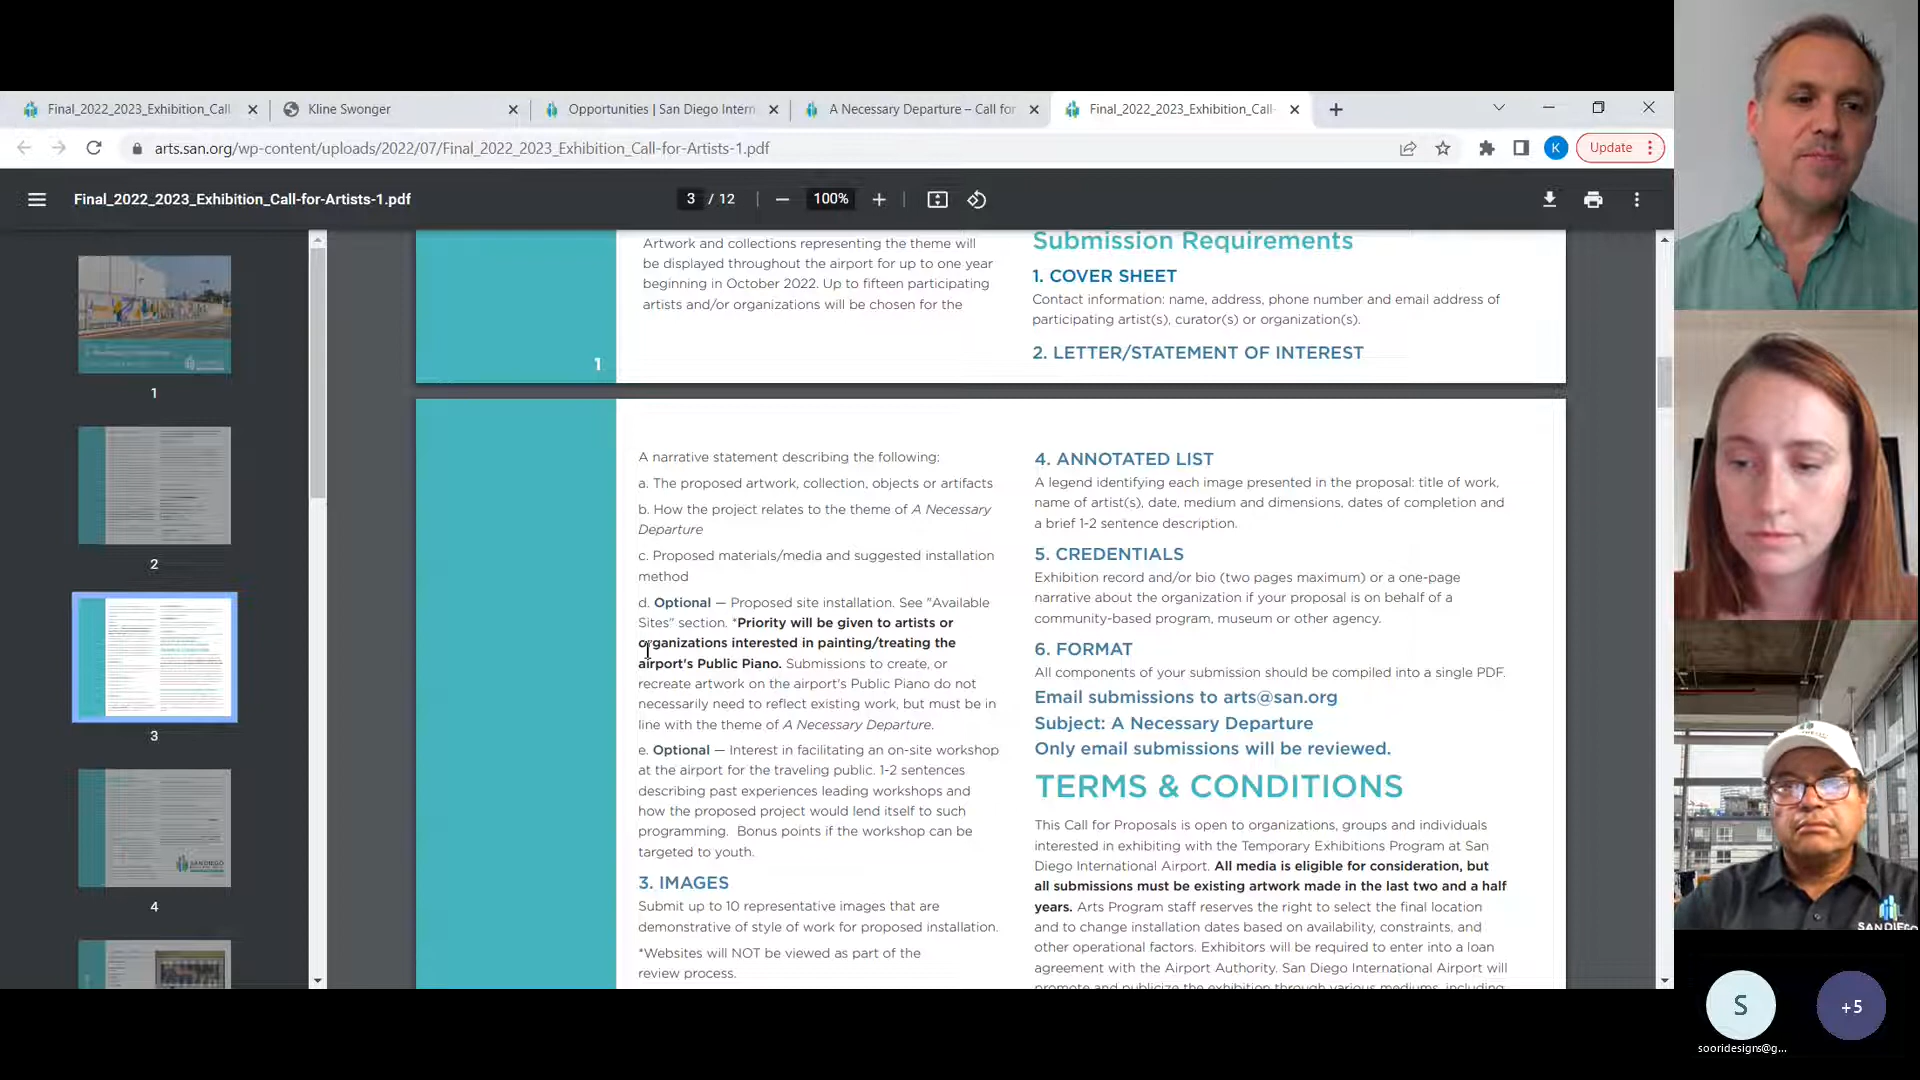 Final_2022_2023_Exhibition_Call
Kline Swonger
Opportunities | San Diego Intern
A Necessary Departure – Call for
Final_2022_2023_Exhibition_Call-
arts.san.org/wp-content/uploads/2022/07/Final_2022_2023_Exhibition_Call-for-Artists-1.pdf
K
Update
Final_2022_2023_Exhibition_Call-for-Artists-1.pdf
3 / 12
100%
1
2
3
4
Artwork and collections representing the theme will
be displayed throughout the airport for up to one year
beginning in October 2022. Up to fifteen participating
artists and/or organizations will be chosen for the
1
Submission Requirements
1. COVER SHEET
Contact information: name, address, phone number and email address of
participating artist(s), curator(s) or organization(s).
2. LETTER/STATEMENT OF INTEREST
A narrative statement describing the following:
a. The proposed artwork, collection, objects or artifacts
b. How the project relates to the theme of A Necessary
Departure
c. Proposed materials/media and suggested installation
method
d. Optional — Proposed site installation. See "Available
Sites" section. *Priority will be given to artists or
organizations interested in painting/treating the
airport's Public Piano. Submissions to create, or
recreate artwork on the airport's Public Piano do not
necessarily need to reflect existing work, but must be in
line with the theme of A Necessary Departure.
e. Optional — Interest in facilitating an on-site workshop
at the airport for the traveling public. 1-2 sentences
describing past experiences leading workshops and
how the proposed project would lend itself to such
programming. Bonus points if the workshop can be
targeted to youth.
3. IMAGES
Submit up to 10 representative images that are
demonstrative of style of work for proposed installation.
*Websites will NOT be viewed as part of the
review process.
4. ANNOTATED LIST
A legend identifying each image presented in the proposal: title of work,
name of artist(s), date, medium and dimensions, dates of completion and
a brief 1-2 sentence description.
5. CREDENTIALS
Exhibition record and/or bio (two pages maximum) or a one-page
narrative about the organization if your proposal is on behalf of a
community-based program, museum or other agency.
6. FORMAT
All components of your submission should be compiled into a single PDF.
Email submissions to arts@san.org
Subject: A Necessary Departure
Only email submissions will be reviewed.
TERMS & CONDITIONS
This Call for Proposals is open to organizations, groups and individuals
interested in exhibiting with the Temporary Exhibitions Program at San
Diego International Airport. All media is eligible for consideration, but
all submissions must be existing artwork made in the last two and a half
years. Arts Program staff reserves the right to select the final location
and to change installation dates based on availability, constraints, and
other operational factors. Exhibitors will be required to enter into a loan
agreement with the Airport Authority. San Diego International Airport will
promote and publicize the exhibition through various mediums, including
SAN DIEGO
S
+5
sooridesigns@g...